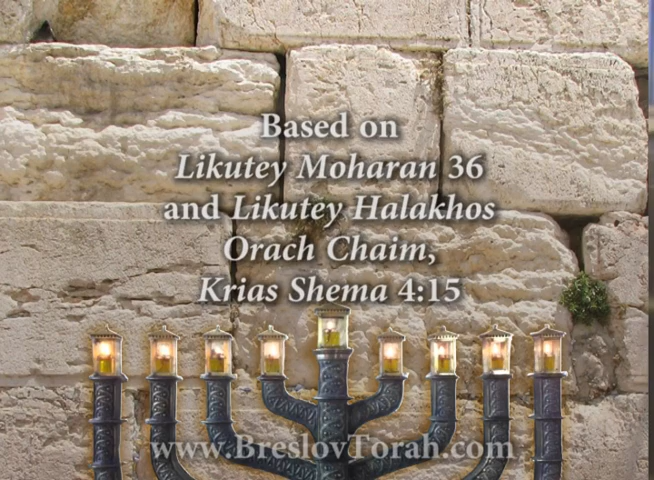 Based on
Likutey Moharan 36
and Likutey Halakhos
Orach Chaim,
Krias Shema 4:15
www.BreslovTorah.com